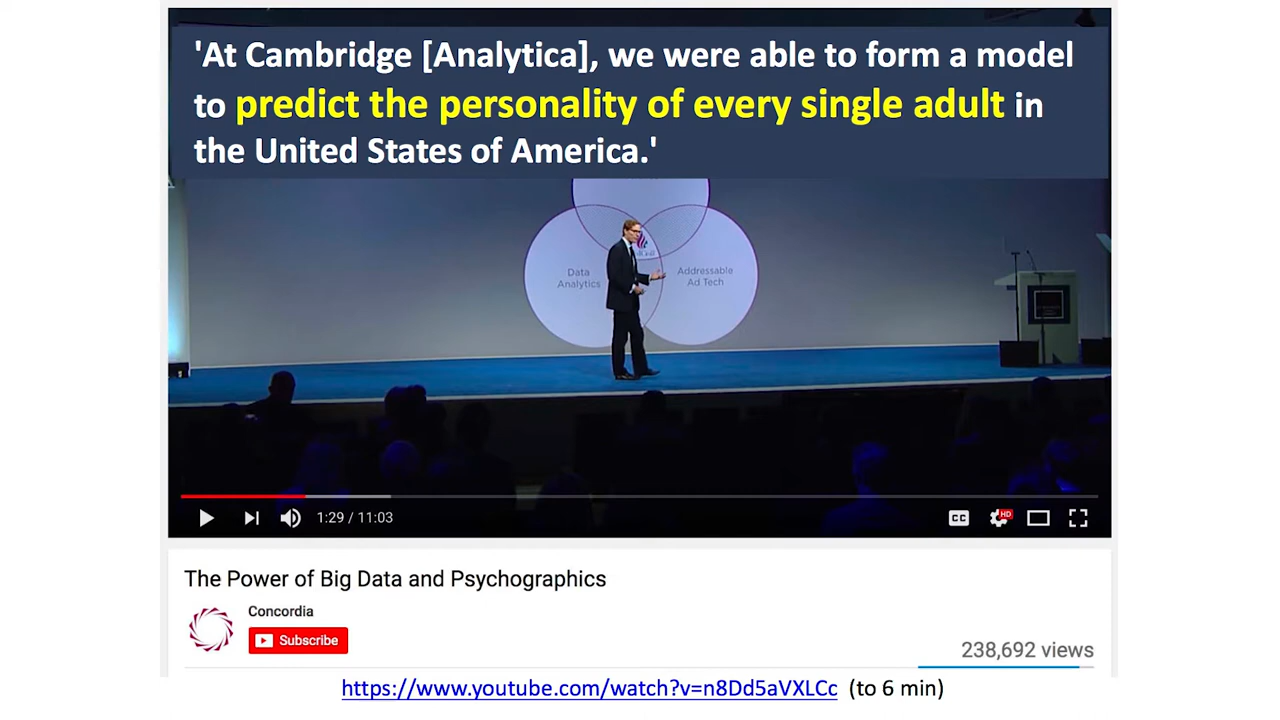 'At Cambridge [Analytica], we were able to form a model
to predict the personality of every single adult in
the United States of America.'
Data
Analytics
Addressable
Ad Tech
1:29 / 11:03
CC
HD
The Power of Big Data and Psychographics
Concordia
Subscribe
238,692 views
https://www.youtube.com/watch?v=n8Dd5aVXLCc (to 6 min)